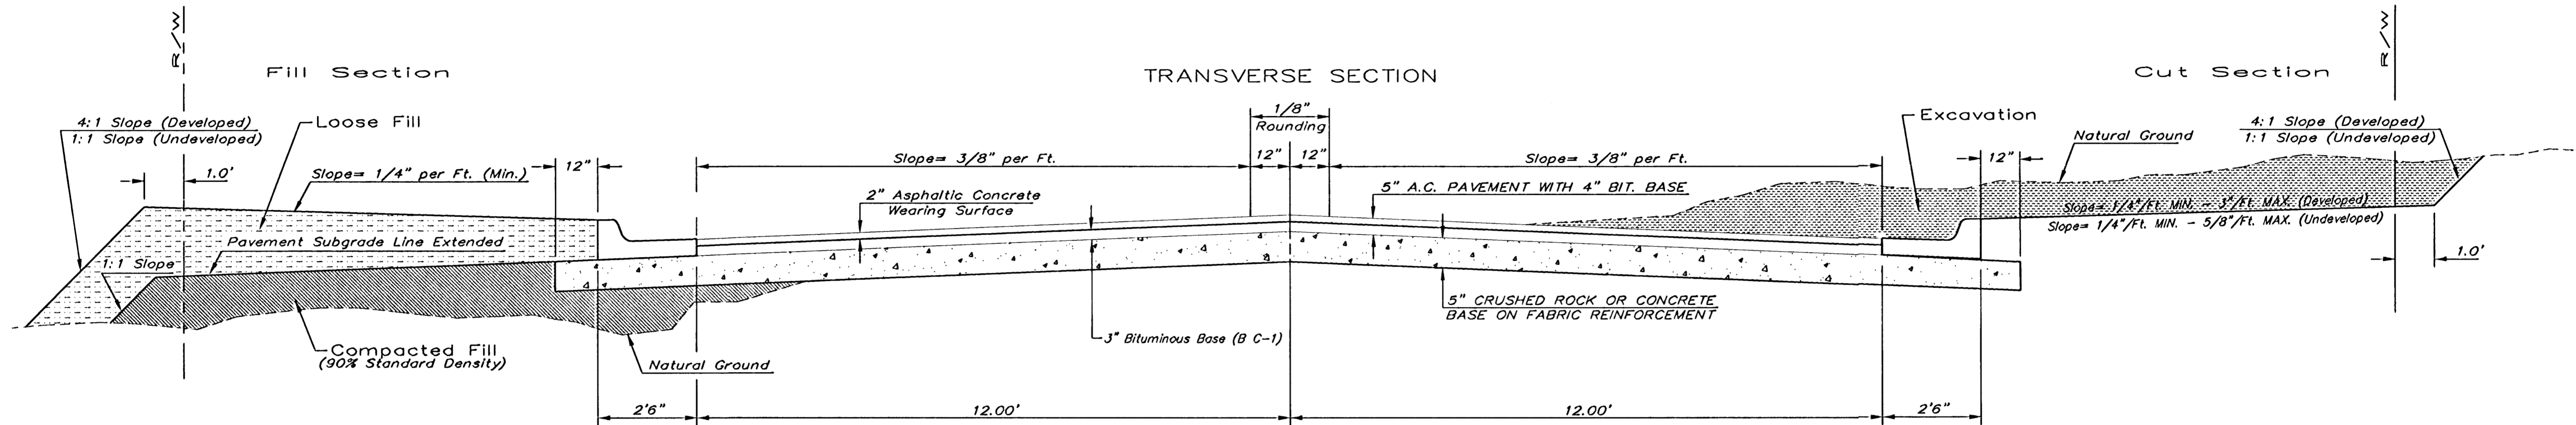 R/W
Fill Section
TRANSVERSE SECTION
Cut Section
R/W
4:1 Slope (Developed)
1:1 Slope (Undeveloped)
Loose Fill
1/8"
Rounding
Excavation
Natural Ground
4:1 Slope (Developed)
1:1 Slope (Undeveloped)
1.0'
Slope= 1/4" per Ft. (Min.)
12"
Slope= 3/8" per Ft.
12"
12"
Slope= 3/8" per Ft.
12"
2" Asphaltic Concrete
Wearing Surface
5" A.C. PAVEMENT WITH 4" BIT. BASE
Slope= 1/4"/Ft. MIN. - 3"/Ft. MAX. (Developed)
Slope= 1/4"/Ft. MIN. - 5/8"/Ft. MAX. (Undeveloped)
Pavement Subgrade Line Extended
1:1 Slope
1.0'
5" CRUSHED ROCK OR CONCRETE
BASE ON FABRIC REINFORCEMENT
3" Bituminous Base (B C-1)
Compacted Fill
(90% Standard Density)
Natural Ground
2'6"
12.00'
12.00'
2'6"